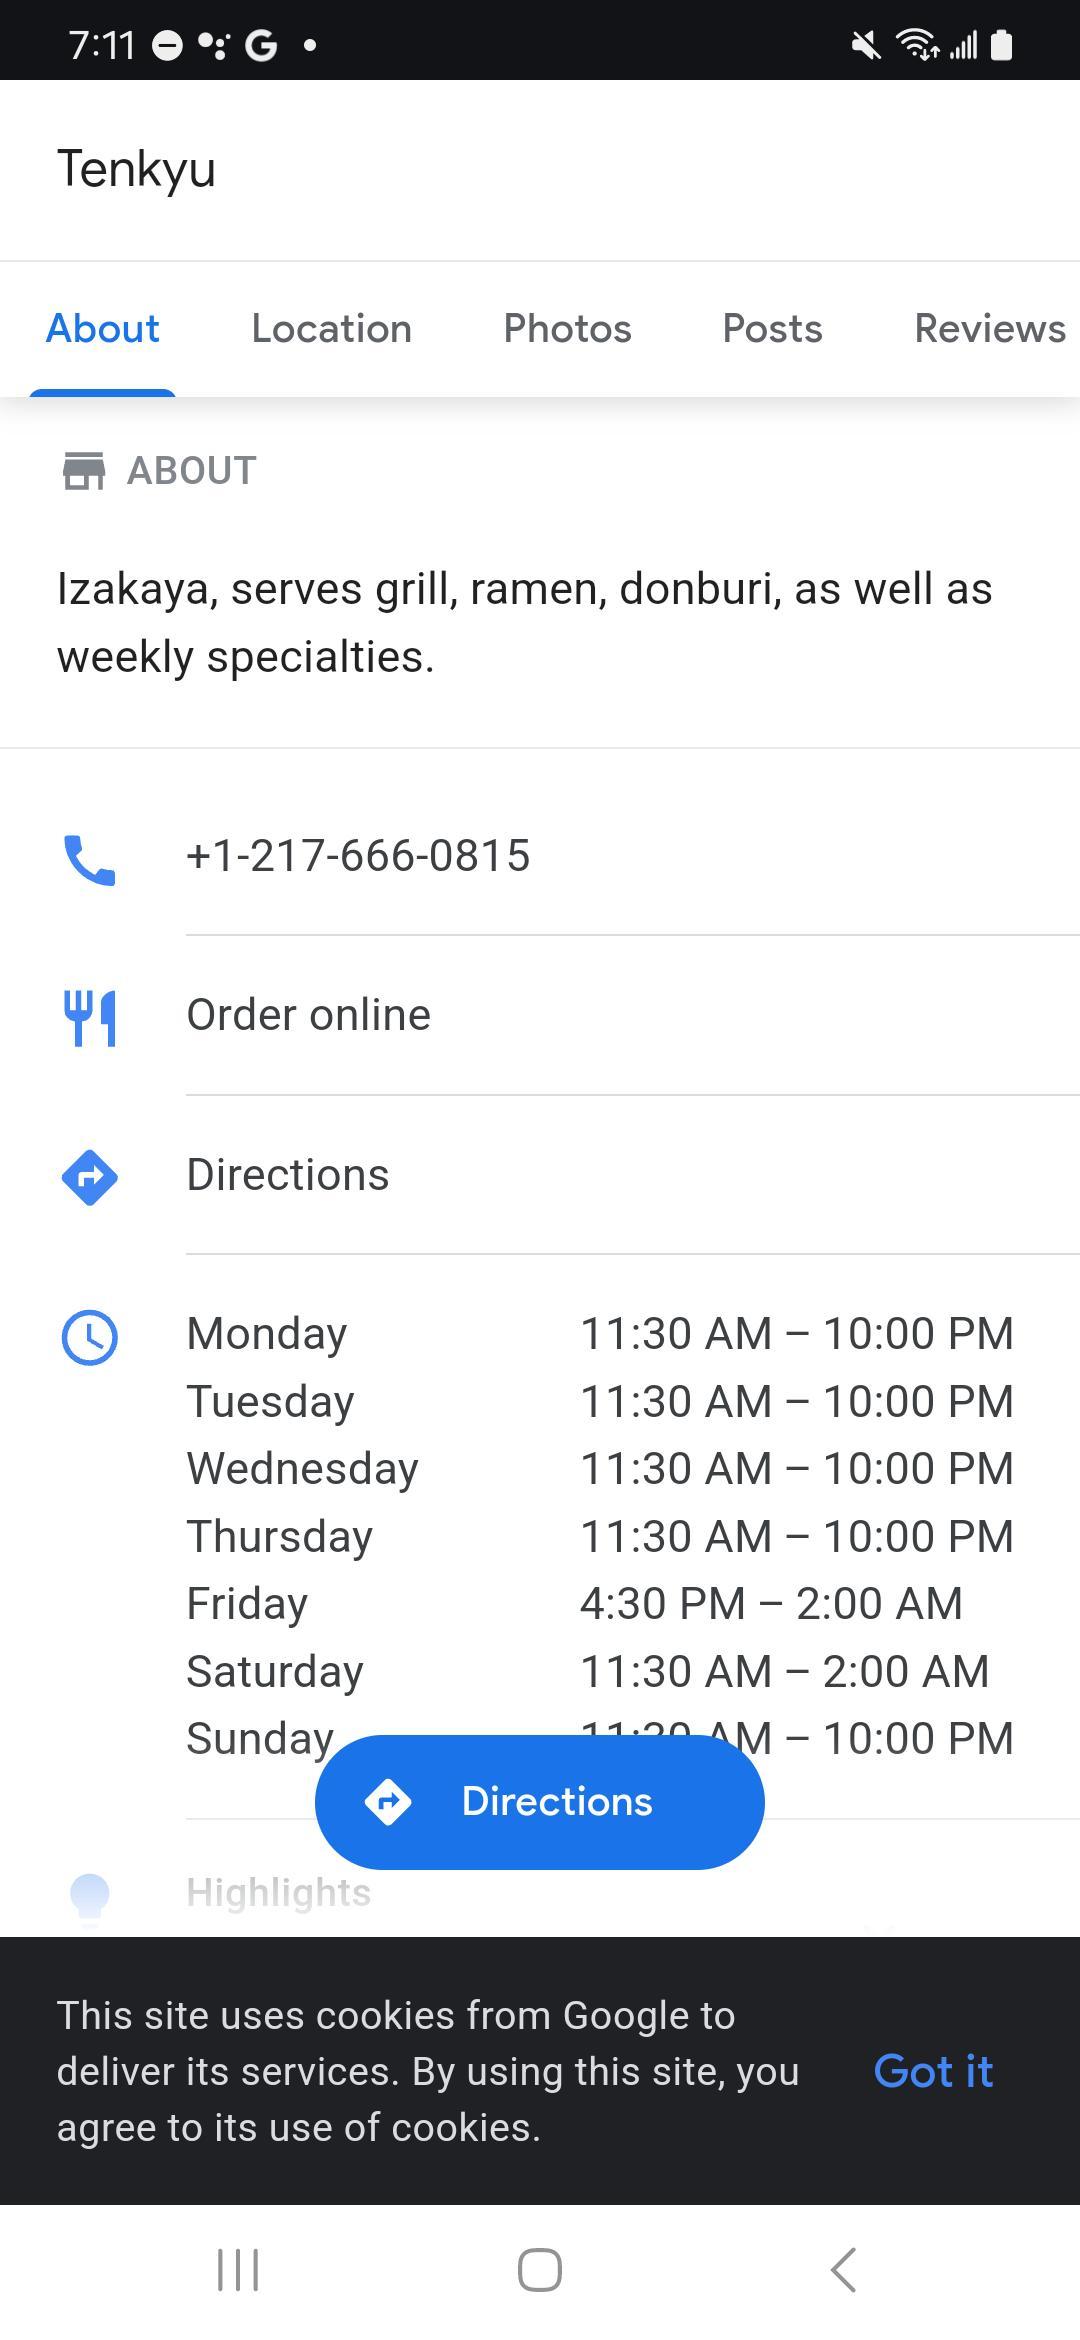 7:11
Tenkyu
About Location Photos Posts Reviews
ABOUT
Izakaya, serves grill, ramen, donburi, as well as
weekly specialties.
+1-217-666-0815
Order online
Directions
Monday 11:30 AM – 10:00 PM
Tuesday 11:30 AM – 10:00 PM
Wednesday 11:30 AM – 10:00 PM
Thursday 11:30 AM – 10:00 PM
Friday 4:30 PM – 2:00 AM
Saturday 11:30 AM – 2:00 AM
Sunday 11:30 AM – 10:00 PM
Directions
Highlights
This site uses cookies from Google to
deliver its services. By using this site, you
agree to its use of cookies.
Got it